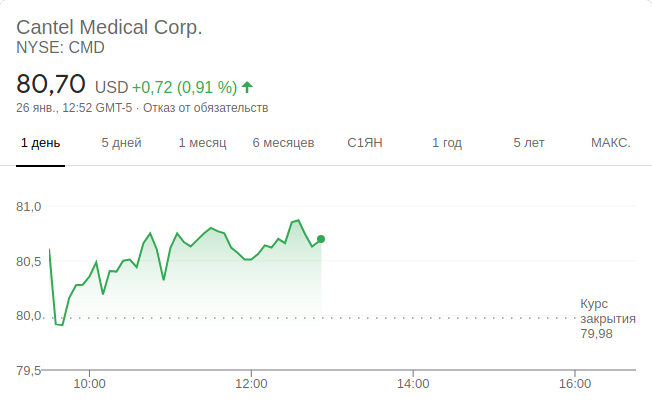 Cantel Medical Corp.
NYSE: CMD
80,70 USD +0,72 (0,91 %)
26 янв., 12:52 GMT-5 · Отказ от обязательств
1 день 5 дней 1 месяц 6 месяцев С1ЯН 1 год 5 лет МАКС.
81,0
80,5
80,0
Курс
закрытия
79,98
79,5
10:00 12:00 14:00 16:00